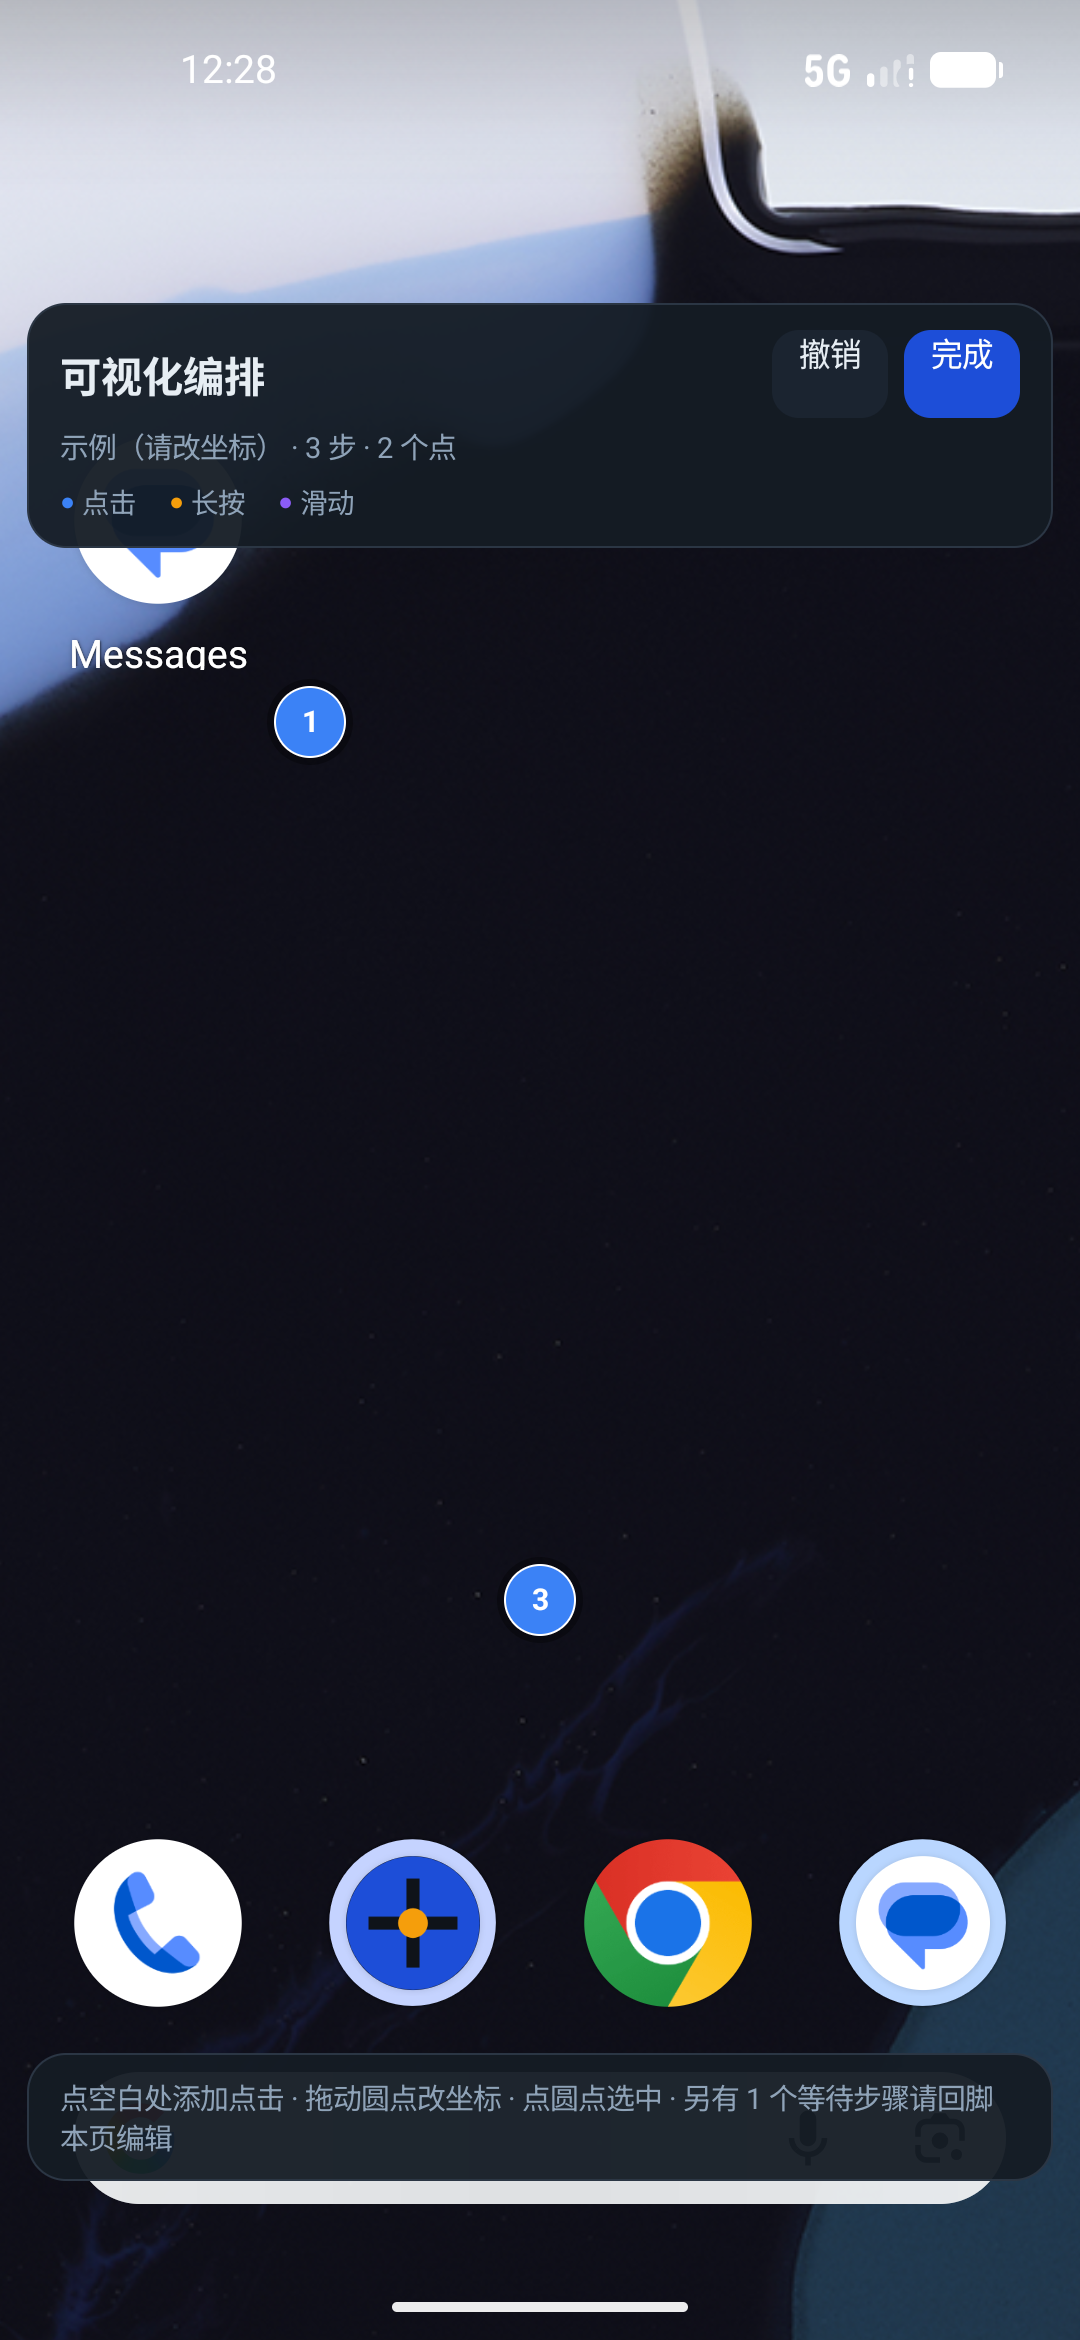 12:28
5G
可视化编排
撤销
完成
示例（请改坐标） · 3 步 · 2 个点
点击
长按
滑动
Messages
1
3
点空白处添加点击 · 拖动圆点改坐标 · 点圆点选中 · 另有 1 个等待步骤请回脚
本页编辑